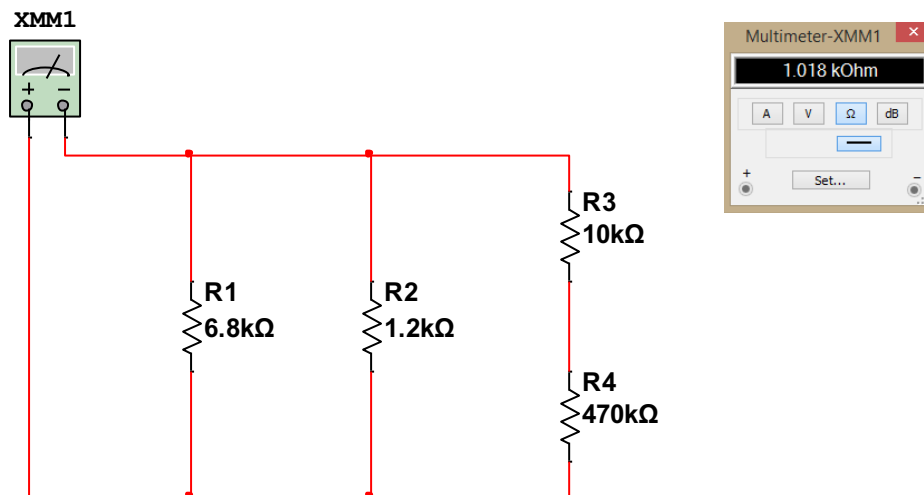 XMM1
Multimeter-XMM1 ×
1.018 kOhm
A V Ω dB
+ −
Set...
+ −
R3
10kΩ
R1
6.8kΩ
R2
1.2kΩ
R4
470kΩ